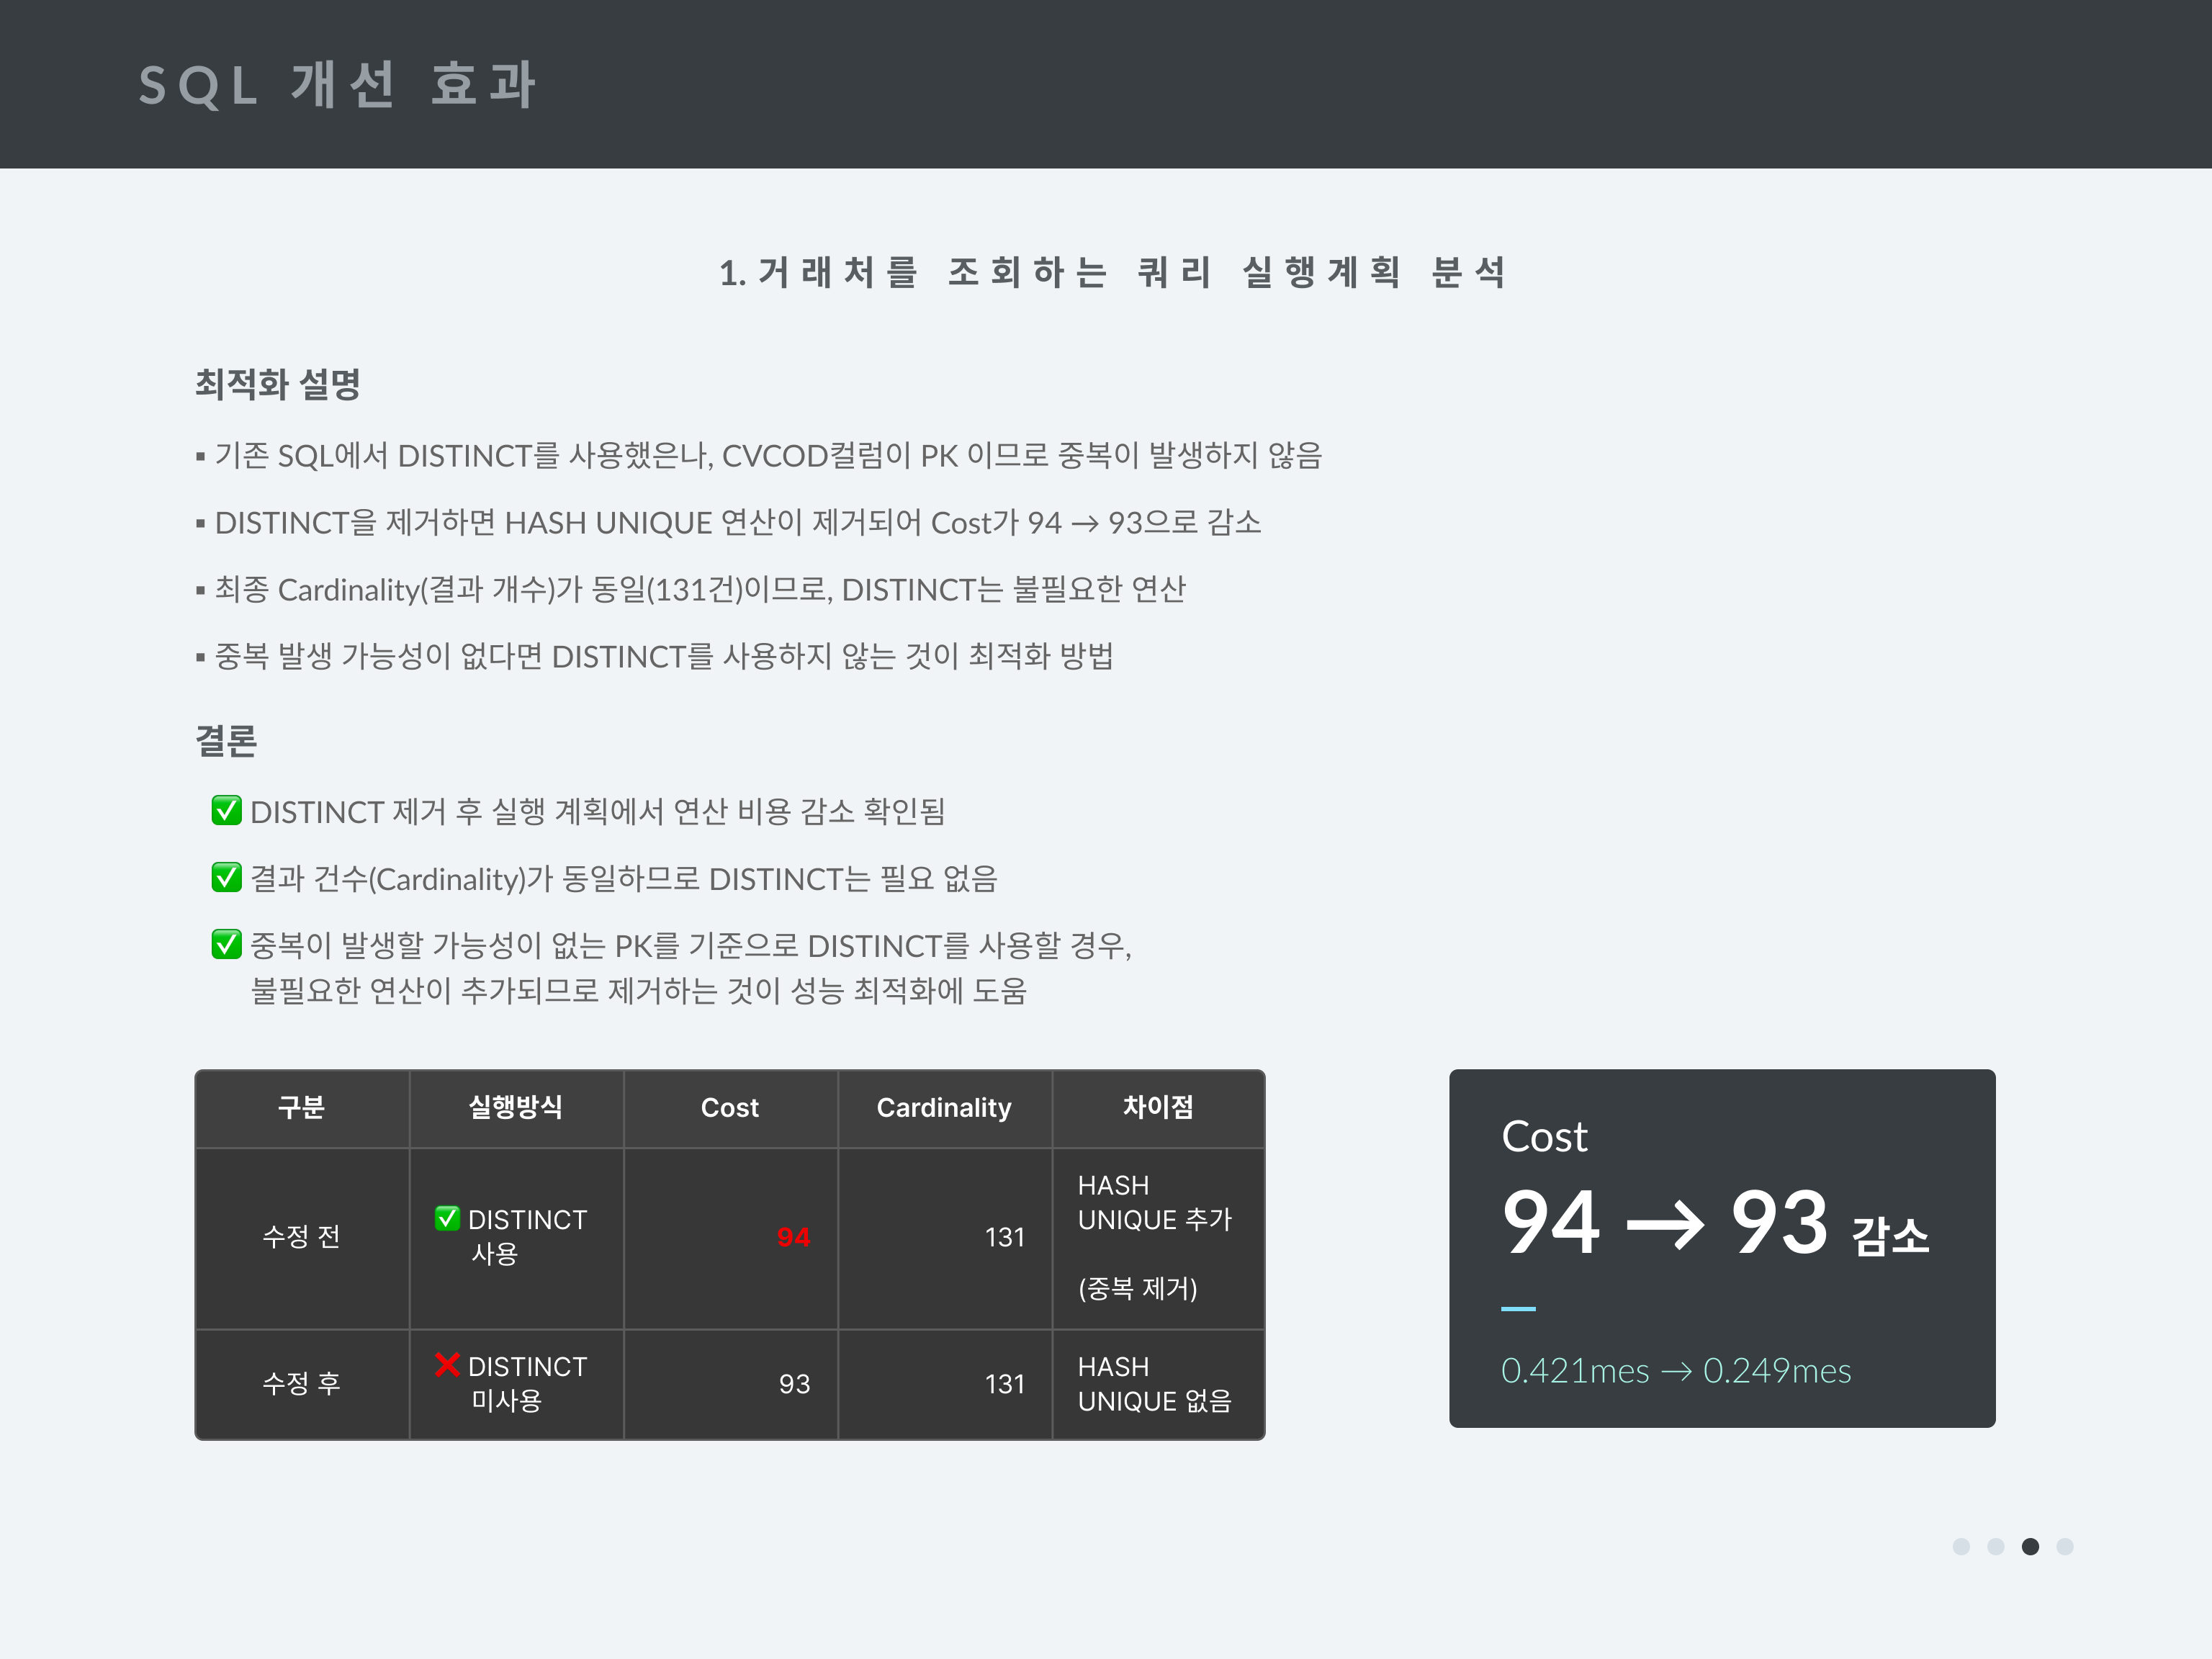 SQL 개선 효과
1. 거래처를 조회하는 쿼리 실행계획 분석
최적화 설명
▪ 기존 SQL에서 DISTINCT를 사용했은나, CVCOD컬럼이 PK 이므로 중복이 발생하지 않음
▪ DISTINCT을 제거하면 HASH UNIQUE 연산이 제거되어 Cost가 94 → 93으로 감소
▪ 최종 Cardinality(결과 개수)가 동일(131건)이므로, DISTINCT는 불필요한 연산
▪ 중복 발생 가능성이 없다면 DISTINCT를 사용하지 않는 것이 최적화 방법
결론
✅ DISTINCT 제거 후 실행 계획에서 연산 비용 감소 확인됨
✅ 결과 건수(Cardinality)가 동일하므로 DISTINCT는 필요 없음
✅ 중복이 발생할 가능성이 없는 PK를 기준으로 DISTINCT를 사용할 경우,
불필요한 연산이 추가되므로 제거하는 것이 성능 최적화에 도움
구분 실행방식 Cost Cardinality 차이점
수정 전
✅ DISTINCT
사용
94
131
HASH
UNIQUE 추가
(중복 제거)
수정 후
❌ DISTINCT
미사용
93
131
HASH
UNIQUE 없음
Cost
94 → 93 감소
0.421mes → 0.249mes